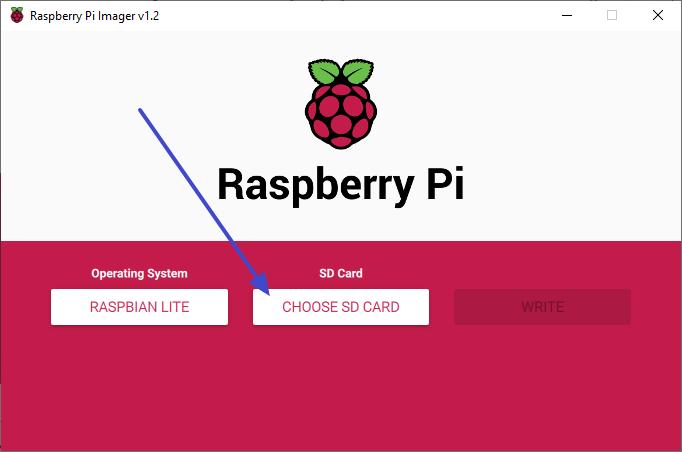 Raspberry Pi Imager v1.2
Raspberry Pi
Operating System
SD Card
RASPBIAN LITE
CHOOSE SD CARD
WRITE